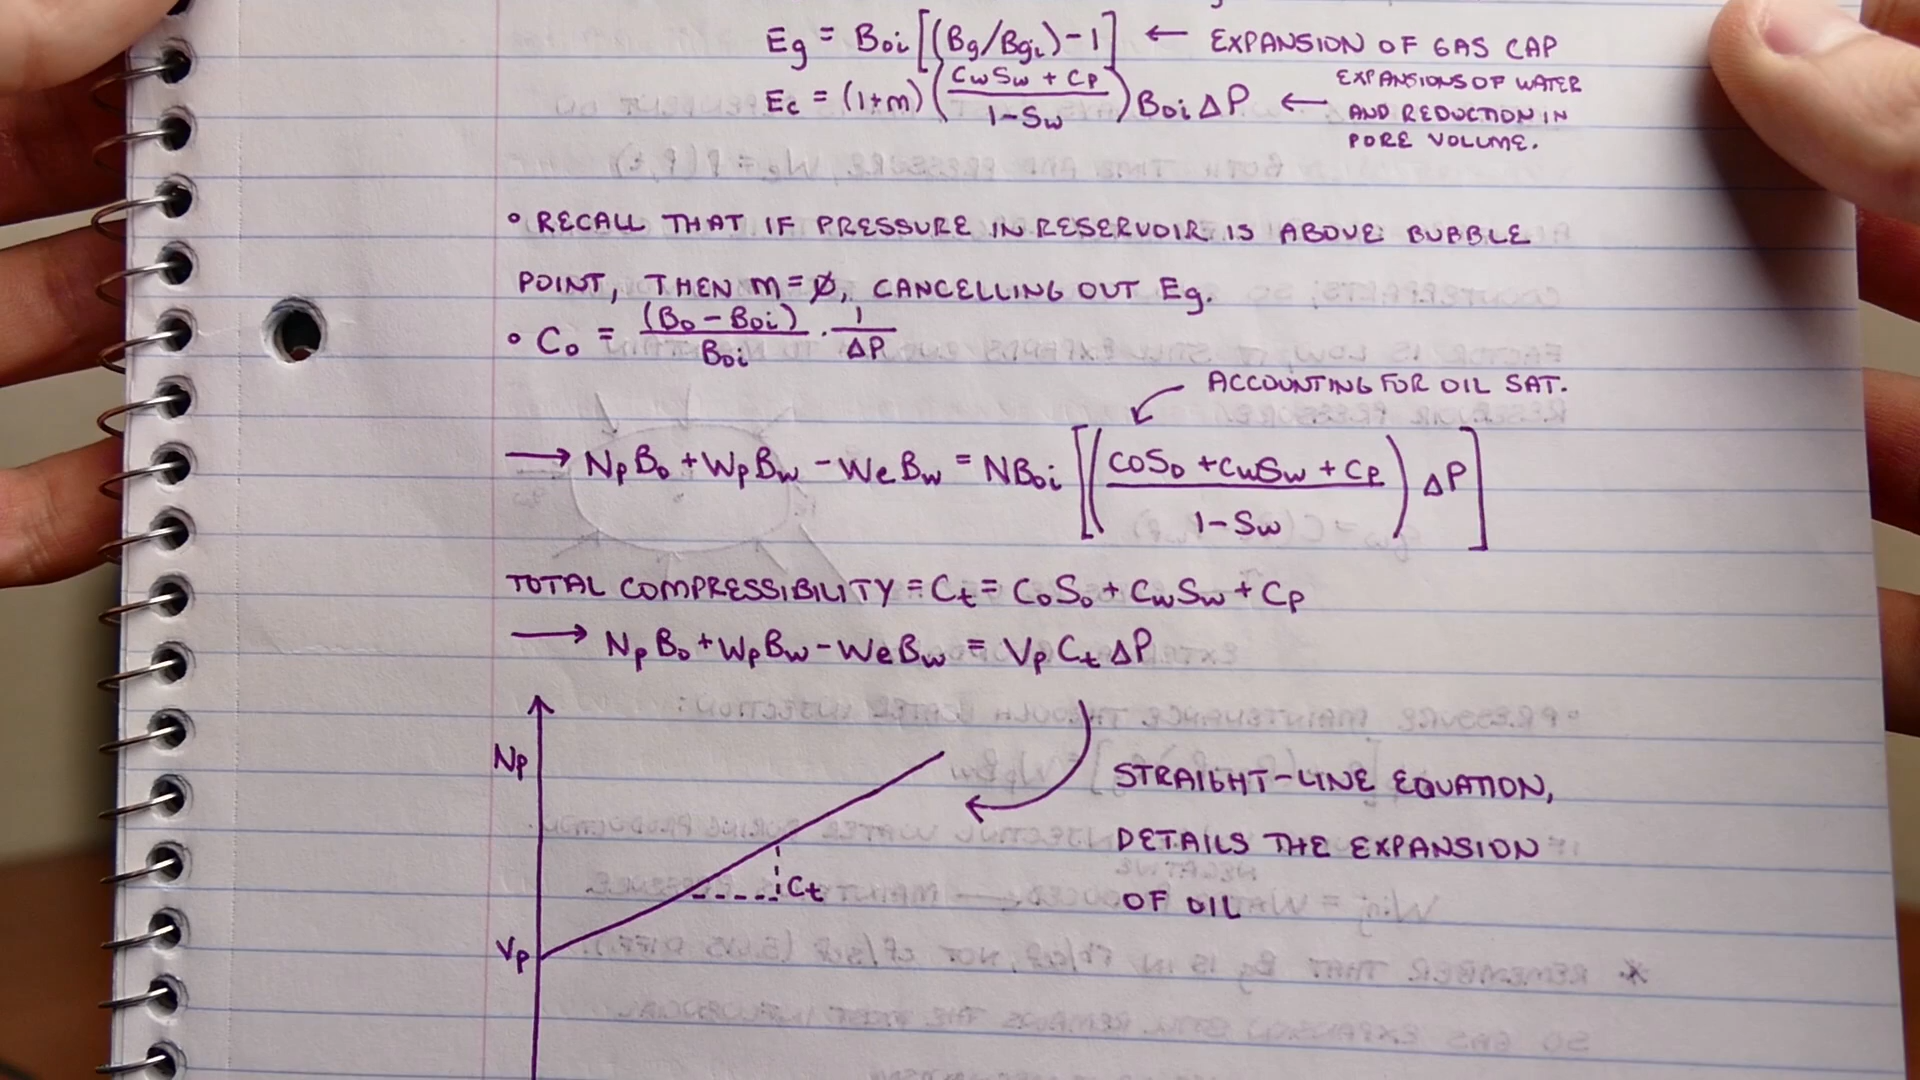 Eg = Boi [(Bg/Bgi) - 1] ← EXPANSION OF GAS CAP
Ec = (1+m) (CwSw + Cp / 1-Sw) Boi ΔP ← EXPANSIONS OF WATER
AND REDUCTION IN
PORE VOLUME.
° RECALL THAT IF PRESSURE IN RESERVOIR IS ABOVE BUBBLE
POINT, THEN m = Ø, CANCELLING OUT Eg.
° Co = (Bo - Boi) / Boi · 1 / ΔP
ACCOUNTING FOR OIL SAT.
→ NpBo + WpBw - WeBw = NBoi [(CoSo + CwSw + Cp / 1-Sw) ΔP]
TOTAL COMPRESSIBILITY = Ct = CoSo + CwSw + Cp
→ NpBo + WpBw - WeBw = Vp Ct ΔP
Np
STRAIGHT-LINE EQUATION,
DETAILS THE EXPANSION
Ct
OF OIL
Vp